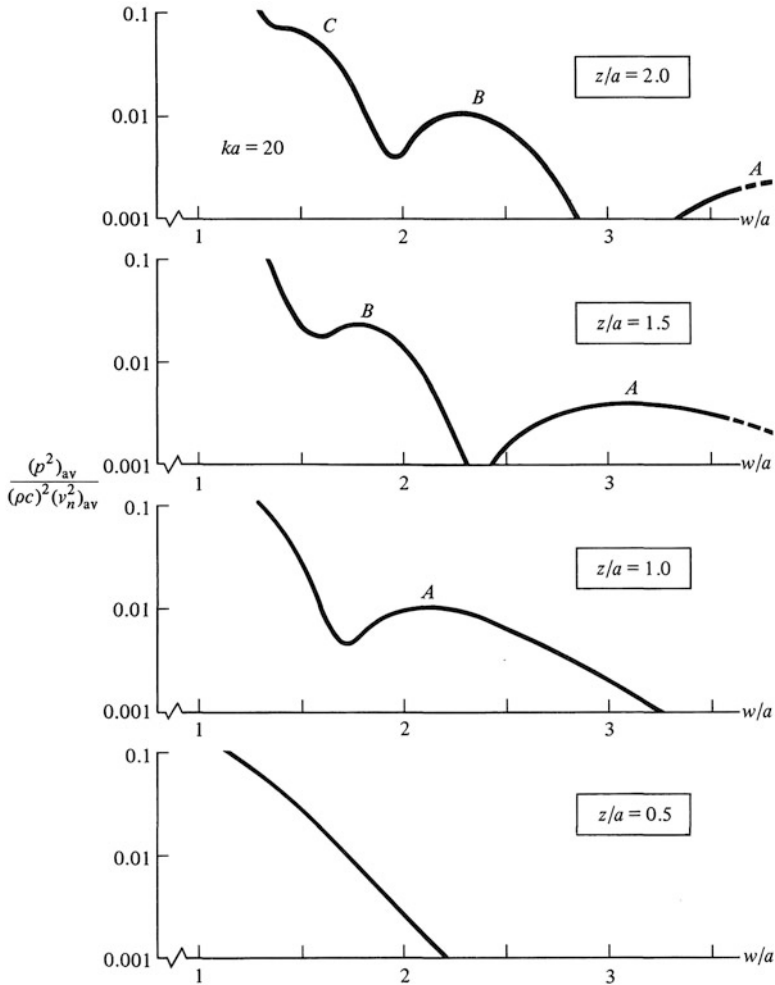 0.1
C
z/a = 2.0
B
0.01
ka = 20
A
0.001
w/a
1 2 3
0.1
z/a = 1.5
B
0.01
A
(p²)av
(ρc)²(vn²)av
0.001
w/a
1 2 3
0.1
z/a = 1.0
A
0.01
0.001
w/a
1 2 3
0.1
z/a = 0.5
0.01
0.001
w/a
1 2 3